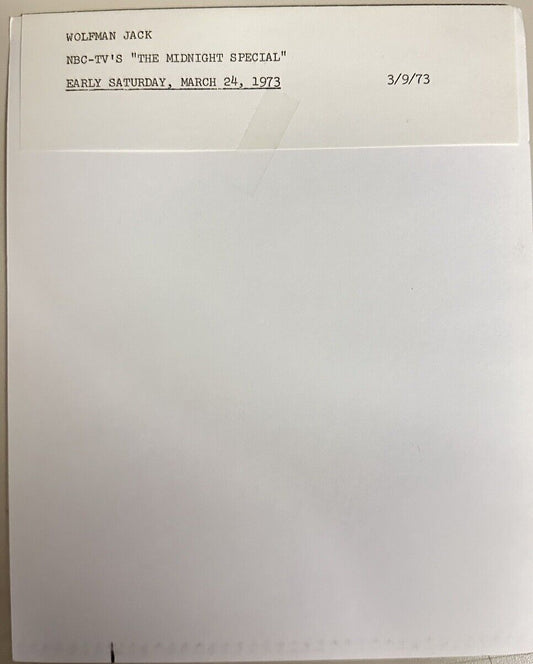 WOLFMAN JACK
NBC-TV'S "THE MIDNIGHT SPECIAL"
EARLY SATURDAY, MARCH 24, 1973 3/9/73